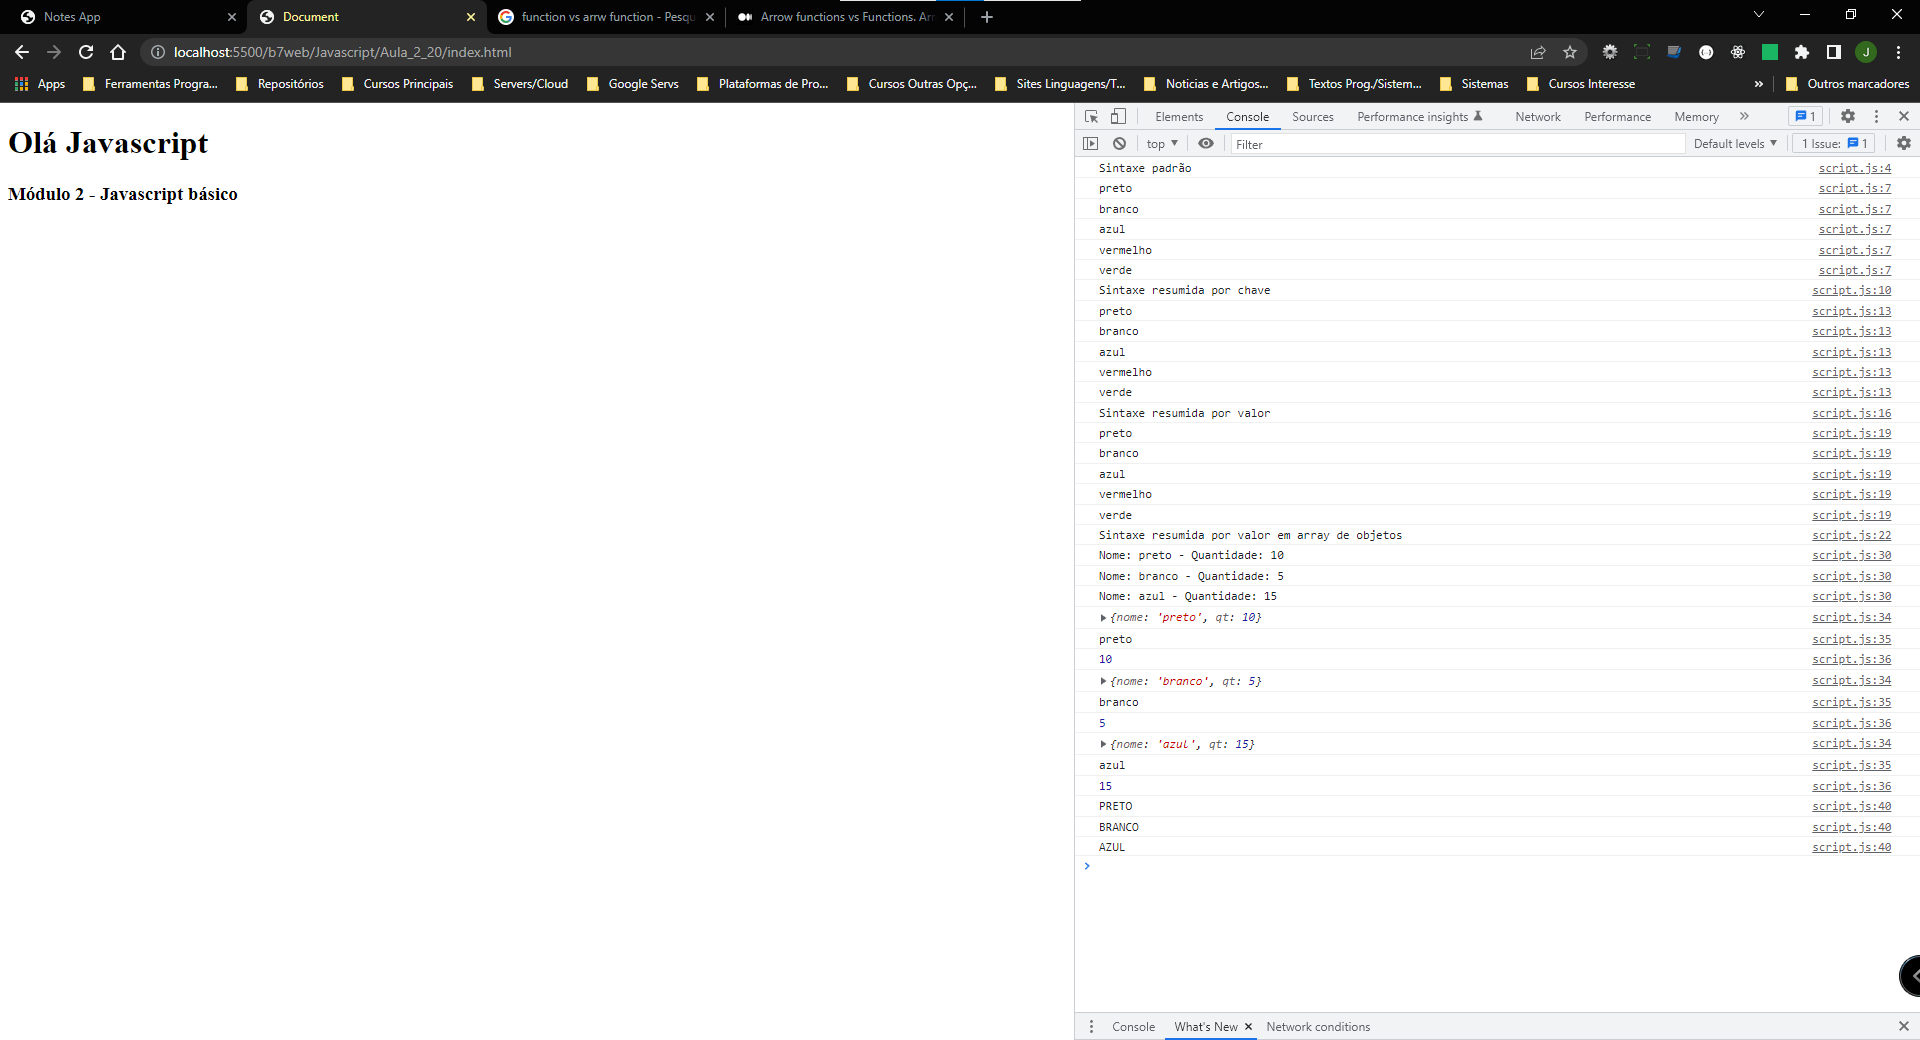 Notes App
Document
function vs arrw function - Pesqu
Arrow functions vs Functions. Arr
localhost:5500/b7web/Javascript/Aula_2_20/index.html
J
Apps
Ferramentas Progra...
Repositórios
Cursos Principais
Servers/Cloud
Google Servs
Plataformas de Pro...
Cursos Outras Opç...
Sites Linguagens/T...
Noticias e Artigos...
Textos Prog./Sistem...
Sistemas
Cursos Interesse
»
Outros marcadores
Olá Javascript
Módulo 2 - Javascript básico
Elements Console Sources Performance insights Network Performance Memory » 1
top Filter Default levels 1 Issue: 1
Sintaxe padrão script.js:4
preto script.js:7
branco script.js:7
azul script.js:7
vermelho script.js:7
verde script.js:7
Sintaxe resumida por chave script.js:10
preto script.js:13
branco script.js:13
azul script.js:13
vermelho script.js:13
verde script.js:13
Sintaxe resumida por valor script.js:16
preto script.js:19
branco script.js:19
azul script.js:19
vermelho script.js:19
verde script.js:19
Sintaxe resumida por valor em array de objetos script.js:22
Nome: preto - Quantidade: 10 script.js:30
Nome: branco - Quantidade: 5 script.js:30
Nome: azul - Quantidade: 15 script.js:30
{nome: 'preto', qt: 10} script.js:34
preto script.js:35
10 script.js:36
{nome: 'branco', qt: 5} script.js:34
branco script.js:35
5 script.js:36
{nome: 'azul', qt: 15} script.js:34
azul script.js:35
15 script.js:36
PRETO script.js:40
BRANCO script.js:40
AZUL script.js:40
Console What's New Network conditions